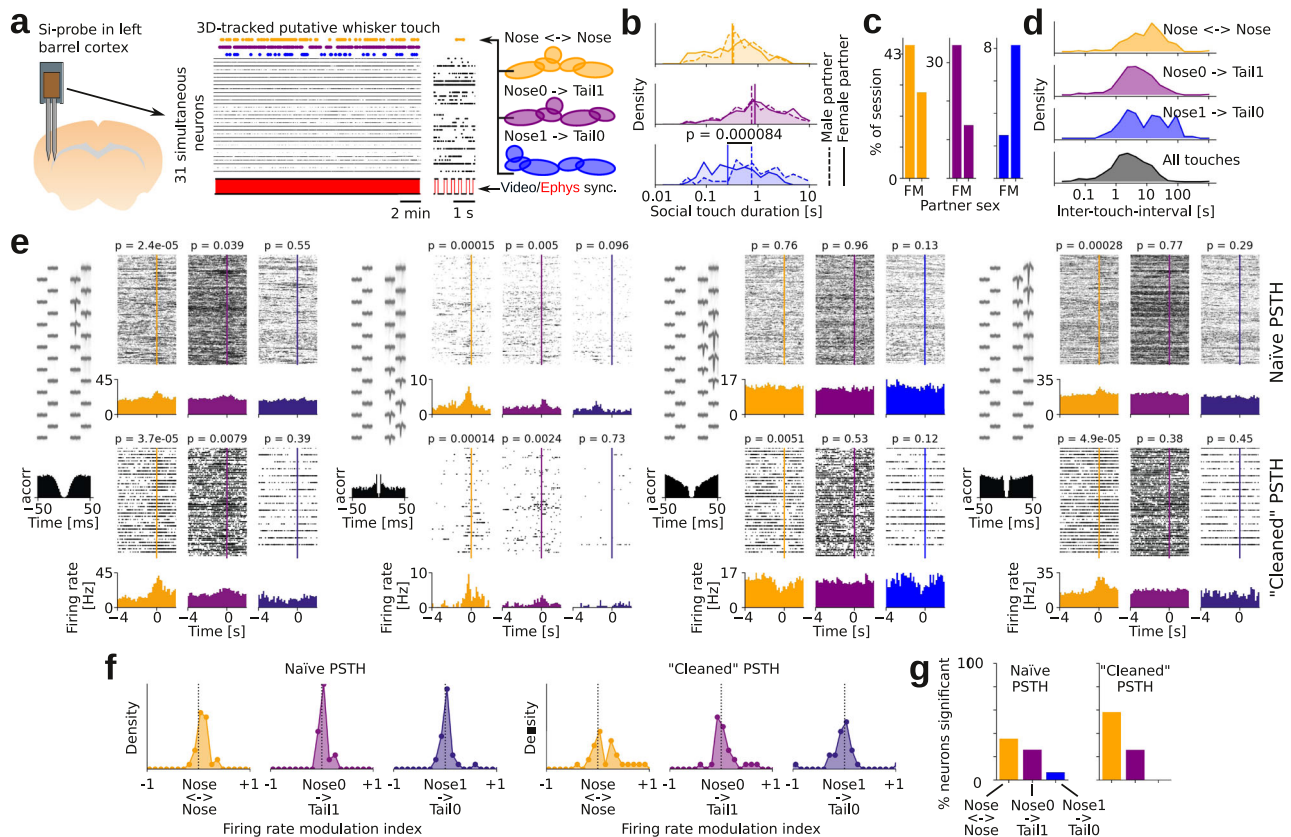 a
Si-probe in left
barrel cortex
3D-tracked putative whisker touch
31 simultaneous
neurons
Nose <-> Nose
Nose0 -> Tail1
Nose1 -> Tail0
Video/Ephys sync.
2 min
1 s
b
Density
p = 0.000084
0.01
0.1
1
10
Social touch duration [s]
Male partner
Female partner
c
% of session
43
0
30
8
FM
FM
FM
Partner sex
d
Density
Nose <-> Nose
Nose0 -> Tail1
Nose1 -> Tail0
All touches
0.01
1
100
Inter-touch-interval [s]
e
p = 2.4e-05
p = 0.039
p = 0.55
p = 0.00015
p = 0.005
p = 0.096
p = 0.76
p = 0.96
p = 0.13
p = 0.00028
p = 0.77
p = 0.29
Naïve PSTH
45
0
10
0
17
0
35
0
p = 3.7e-05
p = 0.0079
p = 0.39
p = 0.00014
p = 0.0024
p = 0.73
p = 0.0051
p = 0.53
p = 0.12
p = 4.9e-05
p = 0.38
p = 0.45
"Cleaned" PSTH
acorr
-50
50
Time [ms]
acorr
-50
50
Time [ms]
acorr
-50
50
Time [ms]
acorr
-50
50
Time [ms]
Firing rate
[Hz]
45
0
Firing rate
[Hz]
10
0
Firing rate
[Hz]
17
0
Firing rate
[Hz]
35
0
-4
0
0
0
Time [s]
-4
0
0
0
Time [s]
-4
0
0
0
Time [s]
-4
0
0
0
Time [s]
f
Naïve PSTH
"Cleaned" PSTH
Density
-1
Nose
<->
Nose
+1
-1
Nose0
->
Tail1
+1
-1
Nose1
->
Tail0
+1
Firing rate modulation index
-1
Nose
<->
Nose
+1
-1
Nose0
->
Tail1
+1
-1
Nose1
->
Tail0
+1
Firing rate modulation index
g
% neurons significant
100
0
Naïve
PSTH
"Cleaned"
PSTH
Nose
<->
Nose
Nose0
->
Tail1
Nose1
->
Tail0